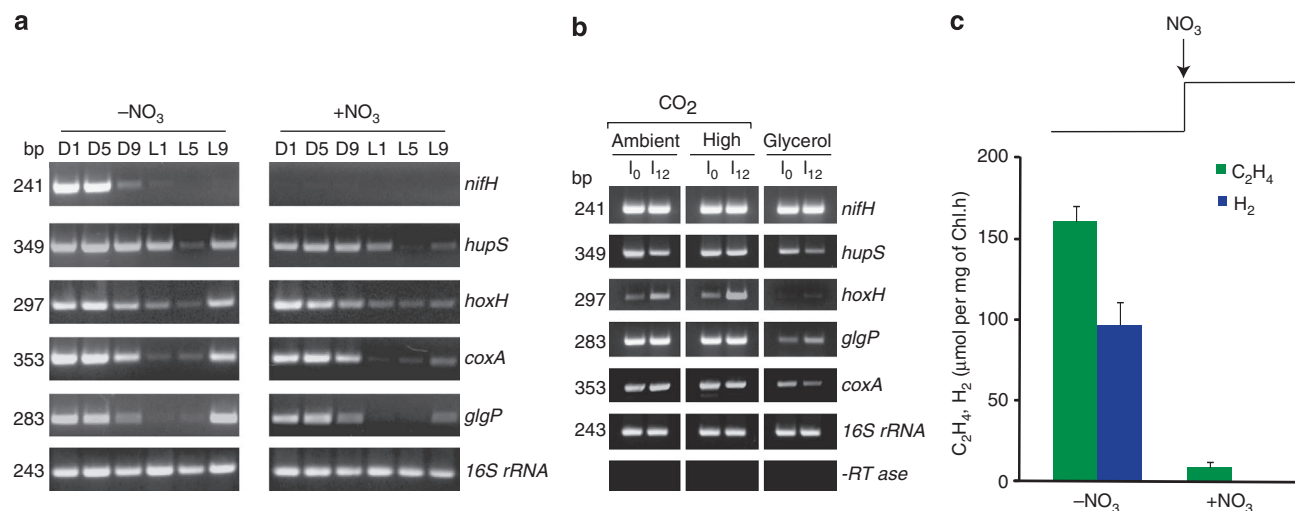 a
–NO3 +NO3
bp D1 D5 D9 L1 L5 L9 D1 D5 D9 L1 L5 L9
241 nifH
349 hupS
297 hoxH
353 coxA
283 glgP
243 16S rRNA
b
CO2
Ambient High Glycerol
bp I0 I12 I0 I12 I0 I12
241 nifH
349 hupS
297 hoxH
283 glgP
353 coxA
243 16S rRNA
-RT ase
c
NO3
C2H4, H2 (µmol per mg of Chl.h)
200
150
100
50
0
C2H4
H2
–NO3 +NO3